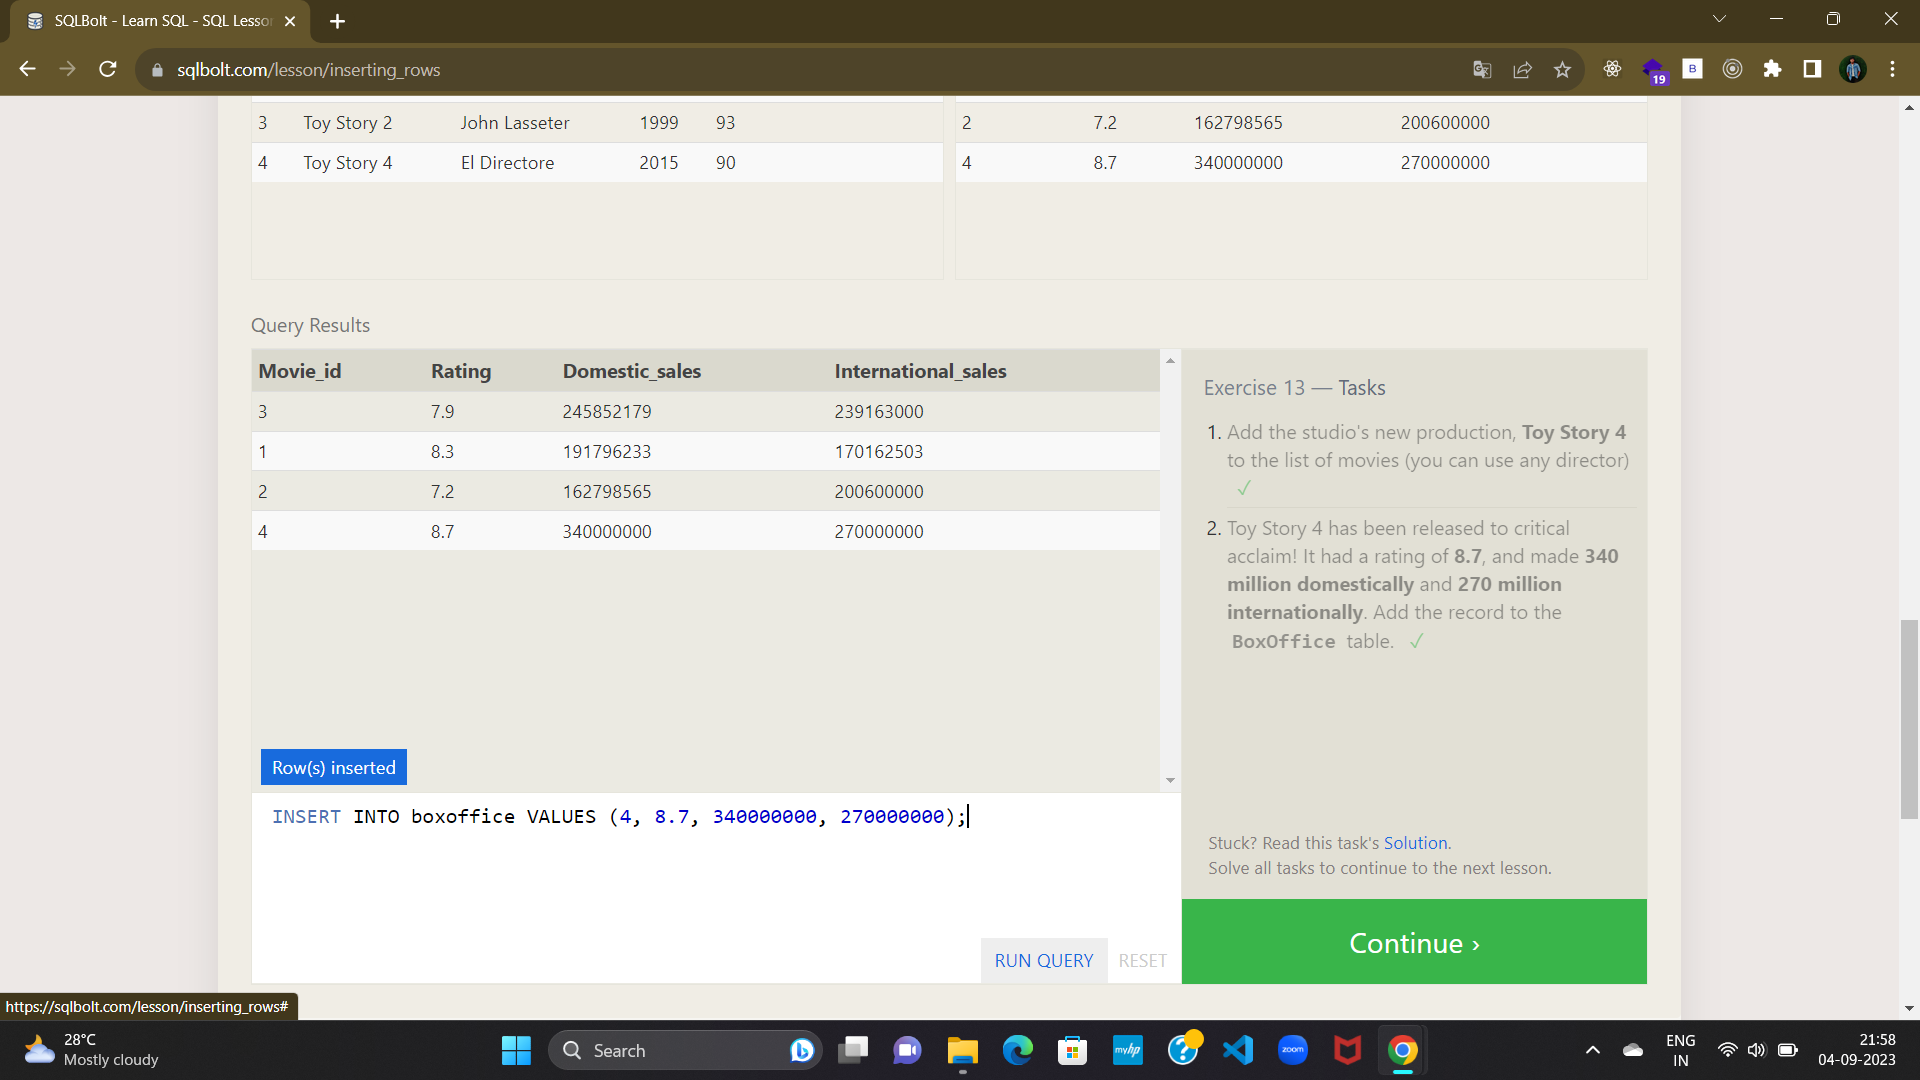 SQLBolt - Learn SQL - SQL Lesson
sqlbolt.com/lesson/inserting_rows
B
19
3 Toy Story 2 John Lasseter 1999 93
4 Toy Story 4 El Directore 2015 90
2 7.2 162798565 200600000
4 8.7 340000000 270000000
Query Results
Movie_id Rating Domestic_sales International_sales
3 7.9 245852179 239163000
1 8.3 191796233 170162503
2 7.2 162798565 200600000
4 8.7 340000000 270000000
Row(s) inserted
INSERT INTO boxoffice VALUES (4, 8.7, 340000000, 270000000);
RUN QUERY RESET
Exercise 13 — Tasks
1. Add the studio's new production, Toy Story 4
to the list of movies (you can use any director)
✓
2. Toy Story 4 has been released to critical
acclaim! It had a rating of 8.7, and made 340
million domestically and 270 million
internationally. Add the record to the
BoxOffice table. ✓
Stuck? Read this task's Solution.
Solve all tasks to continue to the next lesson.
Continue ›
https://sqlbolt.com/lesson/inserting_rows#
28°C
Mostly cloudy
Search
myhp
?
zoom
ENG
IN
21:58
04-09-2023